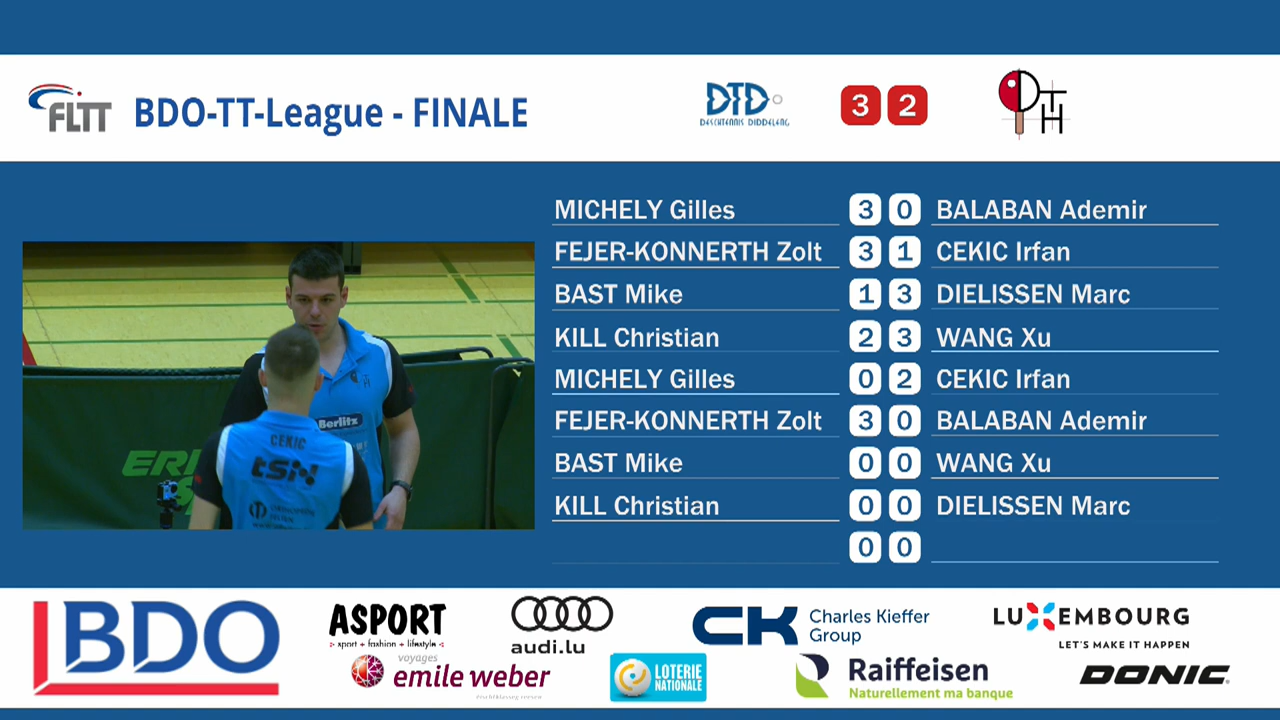 FLTT
BDO-TT-League - FINALE
DTD
DËSCHTENNIS DIDDELENG
3 2
DTH
MICHELY Gilles 3 0 BALABAN Ademir
FEJER-KONNERTH Zolt 3 1 CEKIC Irfan
BAST Mike 1 3 DIELISSEN Marc
KILL Christian 2 3 WANG Xu
MICHELY Gilles 0 2 CEKIC Irfan
FEJER-KONNERTH Zolt 3 0 BALABAN Ademir
BAST Mike 0 0 WANG Xu
KILL Christian 0 0 DIELISSEN Marc
0 0
Berlitz
CEKIC
BDO
ASPORT
sport + fashion + lifestyle
audi.lu
CK Charles Kieffer
Group
LUXEMBOURG
LET'S MAKE IT HAPPEN
voyages
emile weber
LOTERIE
NATIONALE
Raiffeisen
Naturellement ma banque
DONIC